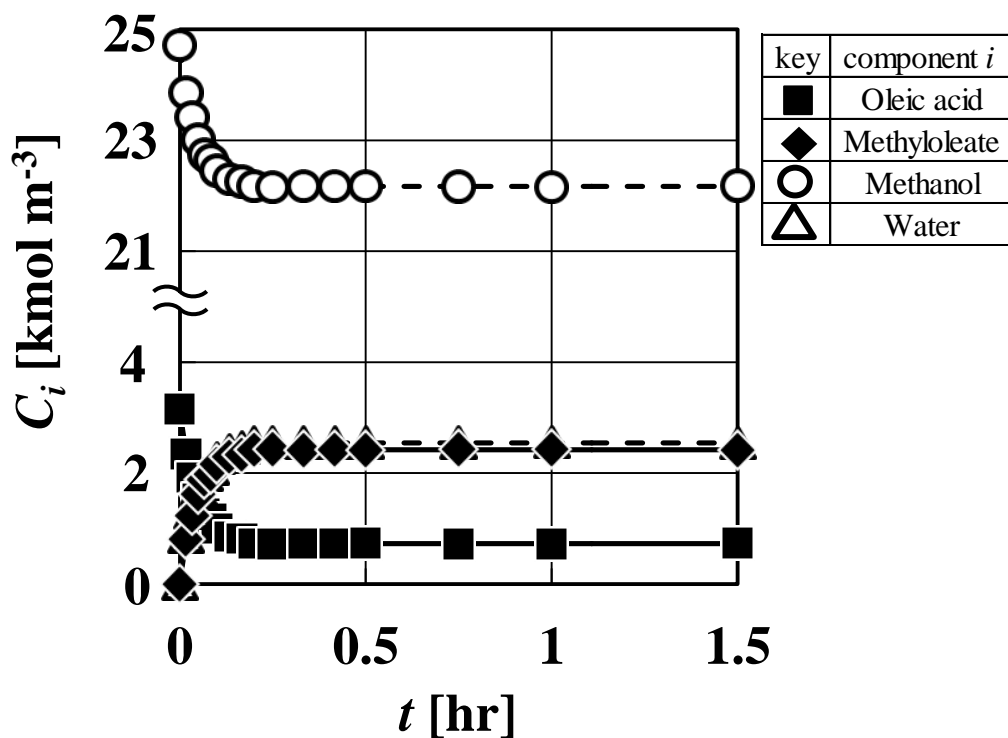 25
23
21
4
2
0
0 0.5 1 1.5
t [hr]
C_i [kmol m⁻³]
key component i
Oleic acid
Methyloleate
Methanol
Water